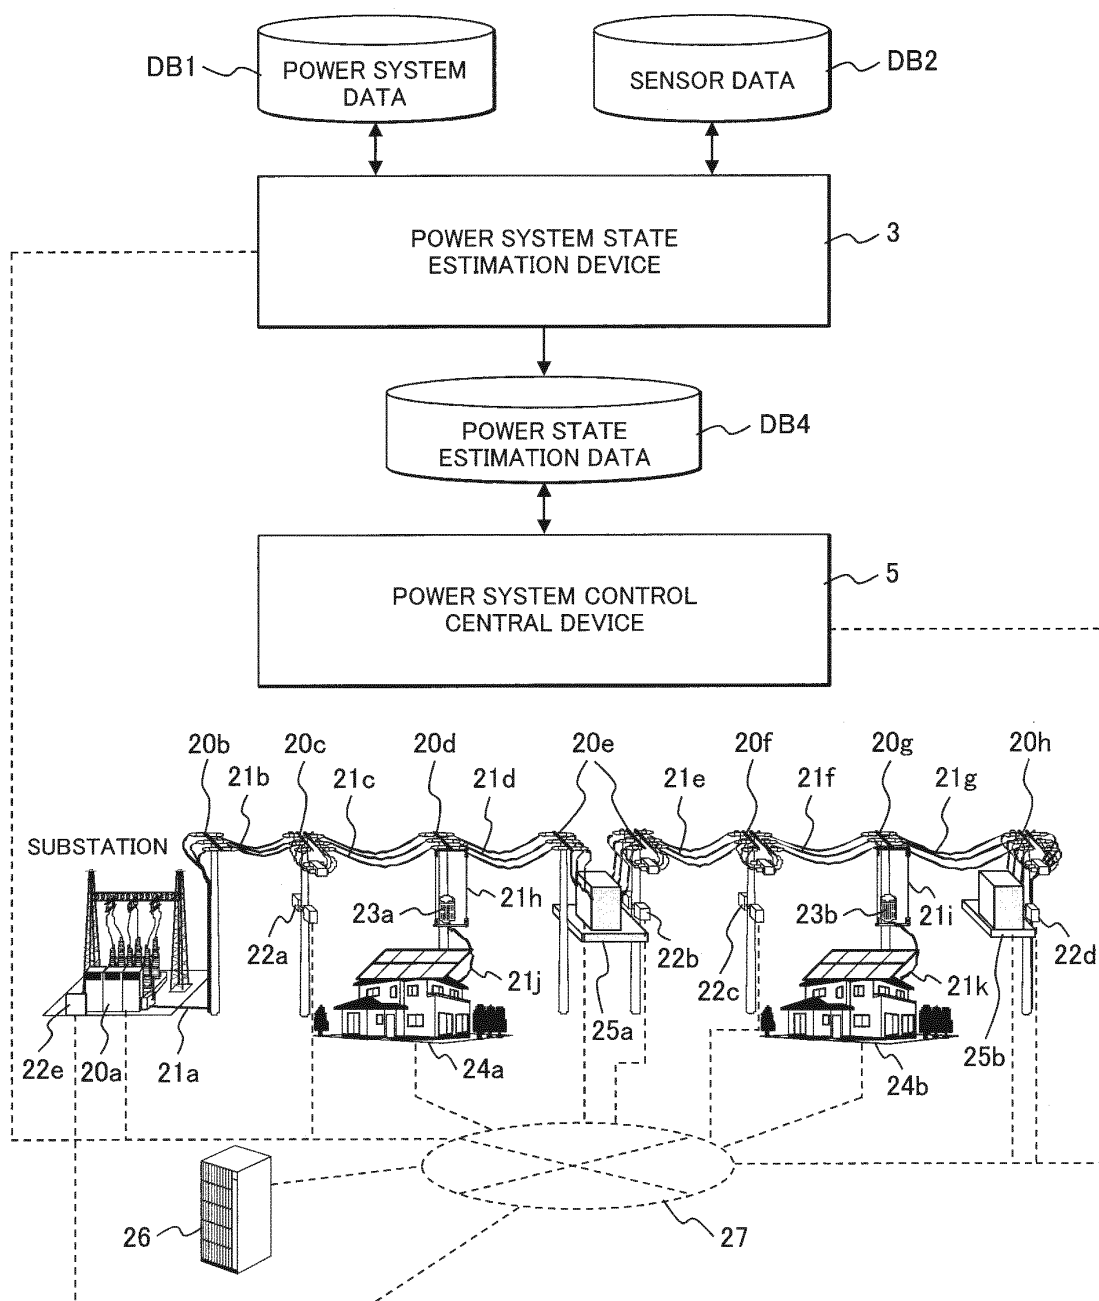 DB1
POWER SYSTEM
DATA
SENSOR DATA
DB2
POWER SYSTEM STATE
ESTIMATION DEVICE
3
POWER STATE
ESTIMATION DATA
DB4
POWER SYSTEM CONTROL
CENTRAL DEVICE
5
20b
20c
20d
20e
20f
20g
20h
21b
21c
21d
21e
21f
21g
SUBSTATION
22a
23a
21h
22b
22c
23b
21i
22d
21j
21k
22e
20a
21a
24a
25a
24b
25b
26
27